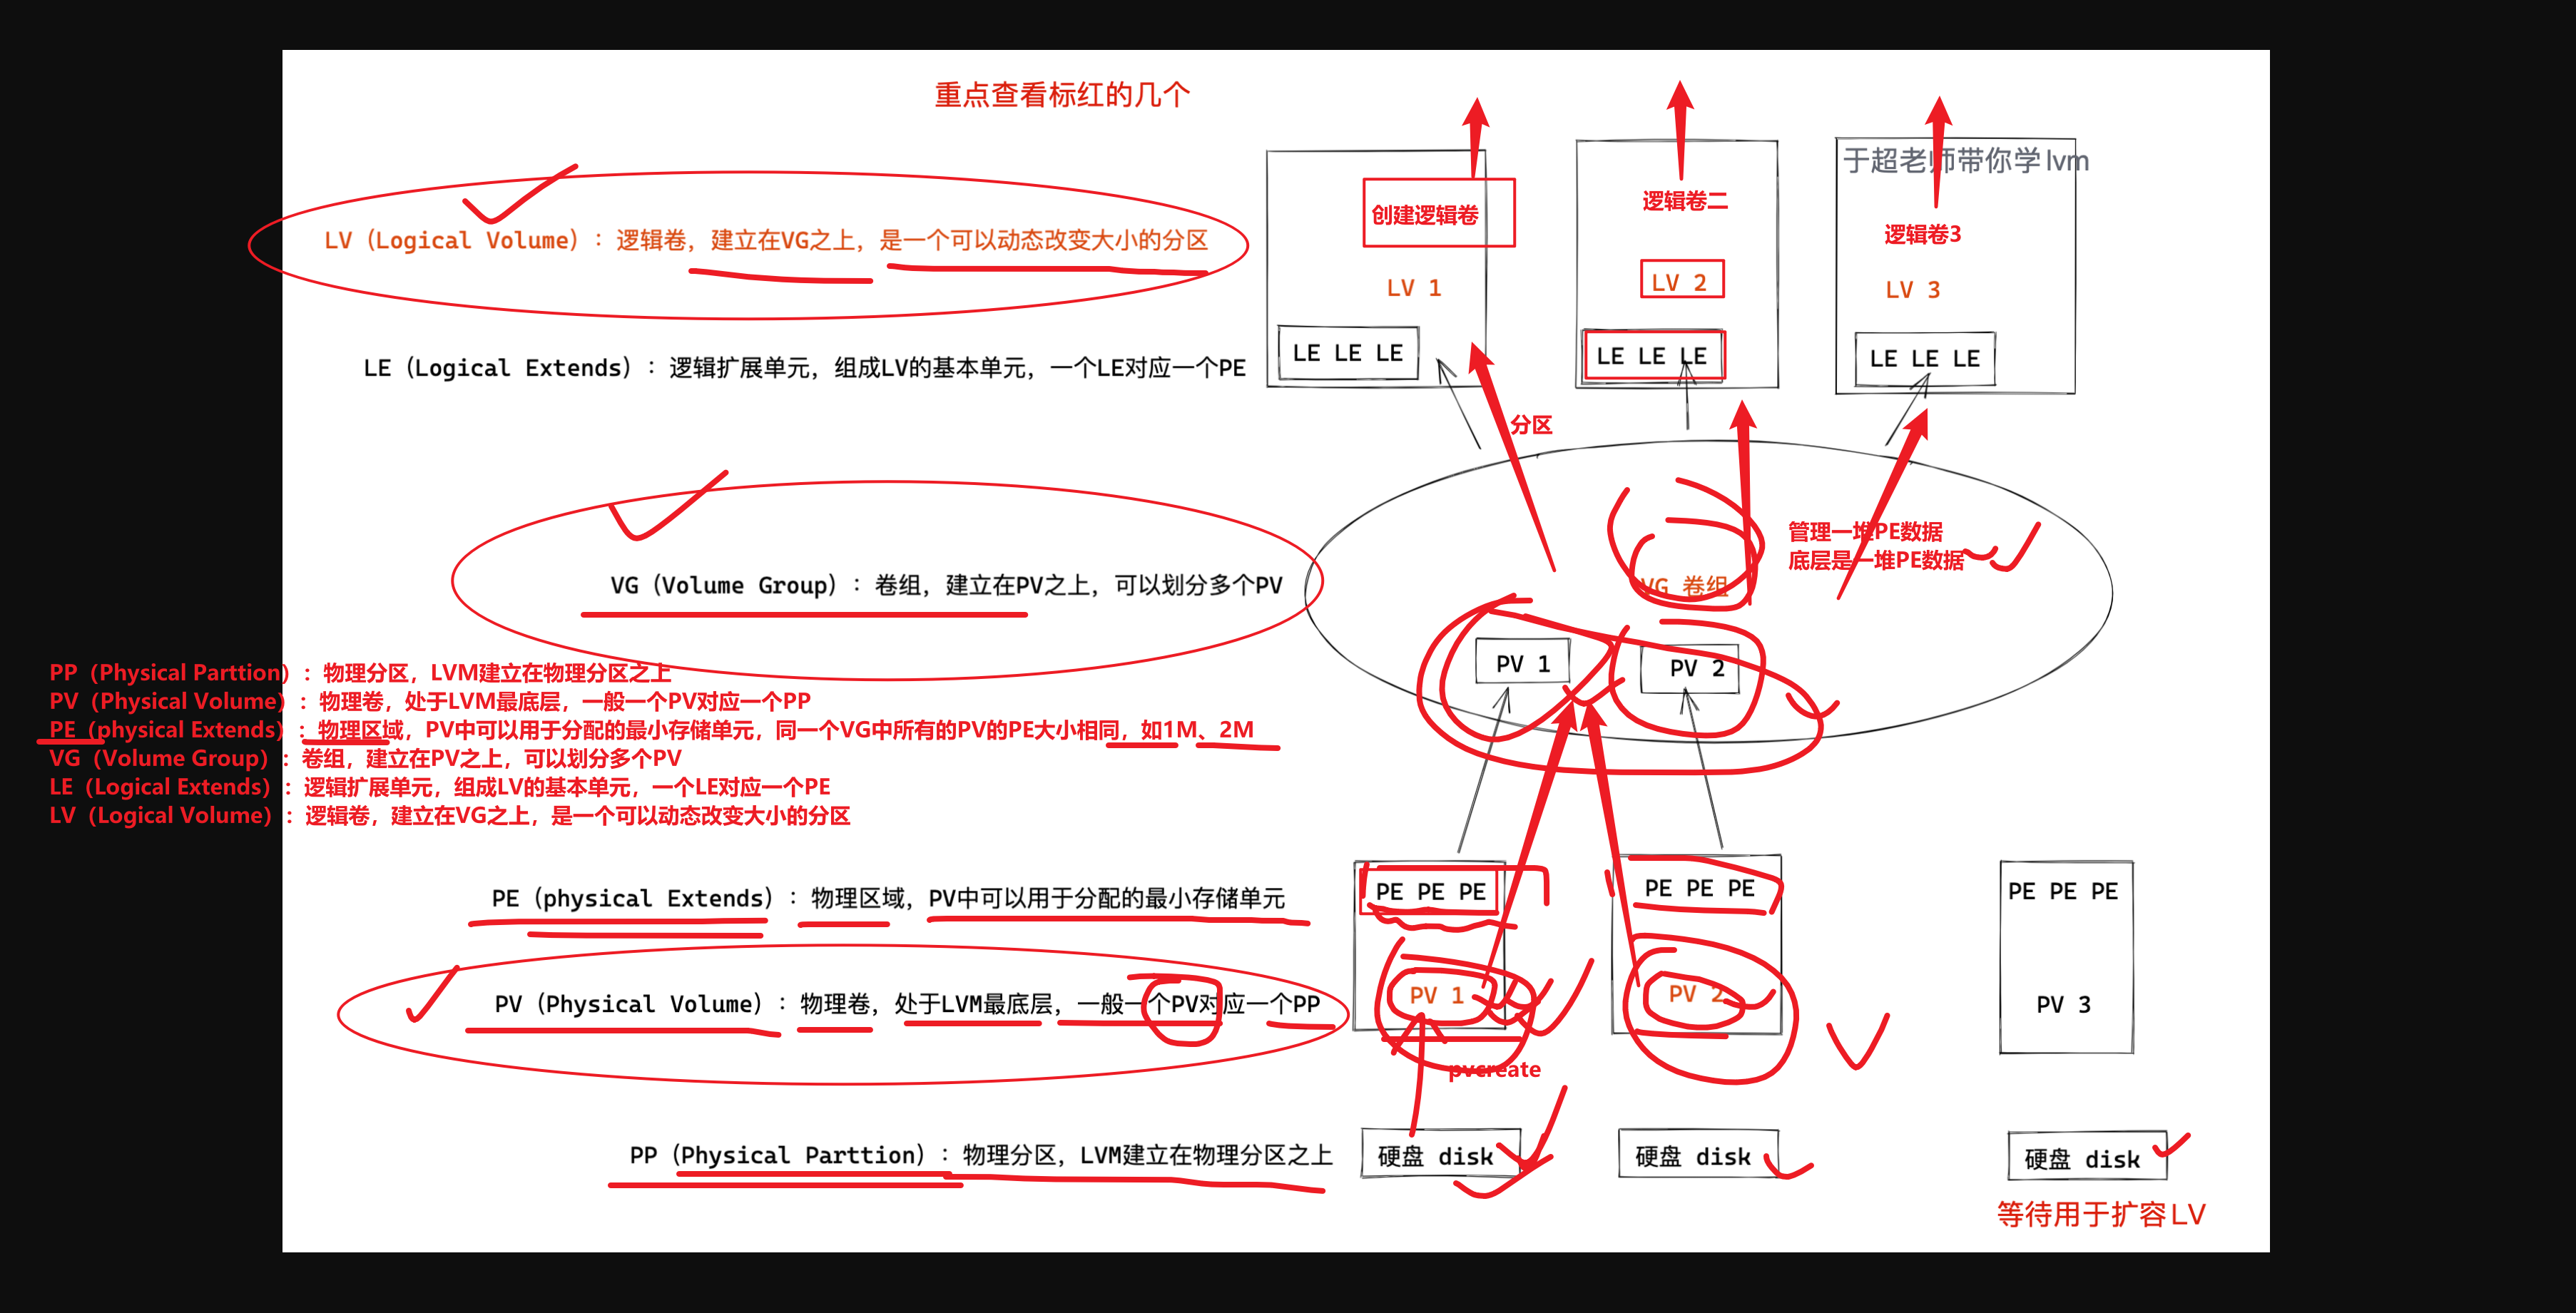 重点查看标红的几个
于超老师带你学lvm
创建逻辑卷
逻辑卷二
逻辑卷3
LV（Logical Volume）：逻辑卷，建立在VG之上，是一个可以动态改变大小的分区
LV 1
LV 2
LV 3
LE（Logical Extends）：逻辑扩展单元，组成LV的基本单元，一个LE对应一个PE
LE LE LE
LE LE LE
LE LE LE
分区
管理一堆PE数据
底层是一堆PE数据
VG（Volume Group）：卷组，建立在PV之上，可以划分多个PV
VG 卷组
PV 1
PV 2
PP（Physical Parttion）：物理分区，LVM建立在物理分区之上
PV（Physical Volume）：物理卷，处于LVM最底层，一般一个PV对应一个PP
PE（physical Extends）：物理区域，PV中可以用于分配的最小存储单元，同一个VG中所有的PV的PE大小相同，如1M、2M
VG（Volume Group）：卷组，建立在PV之上，可以划分多个PV
LE（Logical Extends）：逻辑扩展单元，组成LV的基本单元，一个LE对应一个PE
LV（Logical Volume）：逻辑卷，建立在VG之上，是一个可以动态改变大小的分区
PE（physical Extends）：物理区域，PV中可以用于分配的最小存储单元
PE PE PE
PE PE PE
PE PE PE
PV（Physical Volume）：物理卷，处于LVM最底层，一般一个PV对应一个PP
PV 1
PV 2
PV 3
pvcreate
PP（Physical Parttion）：物理分区，LVM建立在物理分区之上
硬盘 disk
硬盘 disk
硬盘 disk
等待用于扩容LV